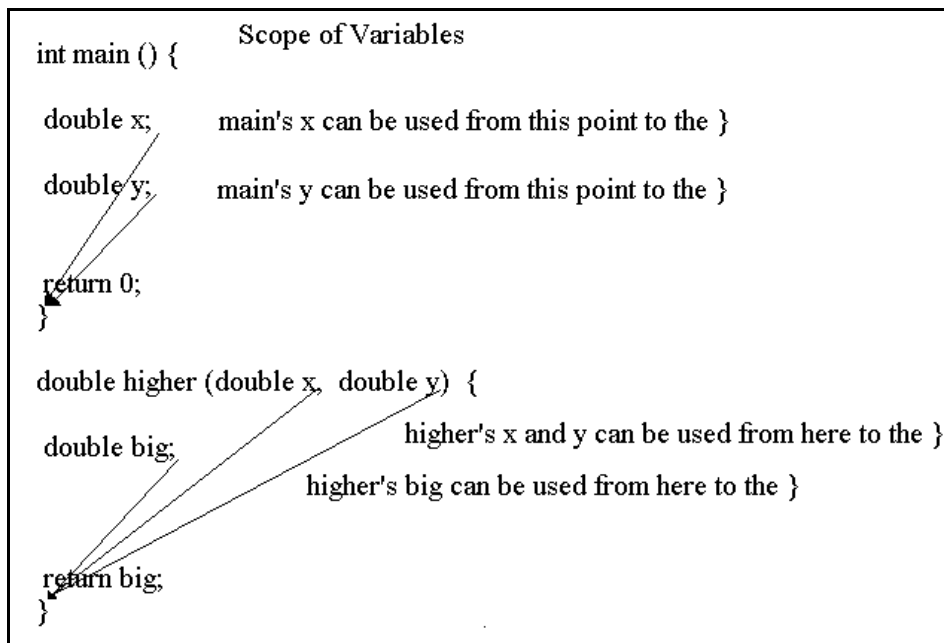 Scope of Variables
int main () {
double x; main's x can be used from this point to the }
double y; main's y can be used from this point to the }
return 0;
}
double higher (double x, double y) {
higher's x and y can be used from here to the }
double big;
higher's big can be used from here to the }
return big;
}